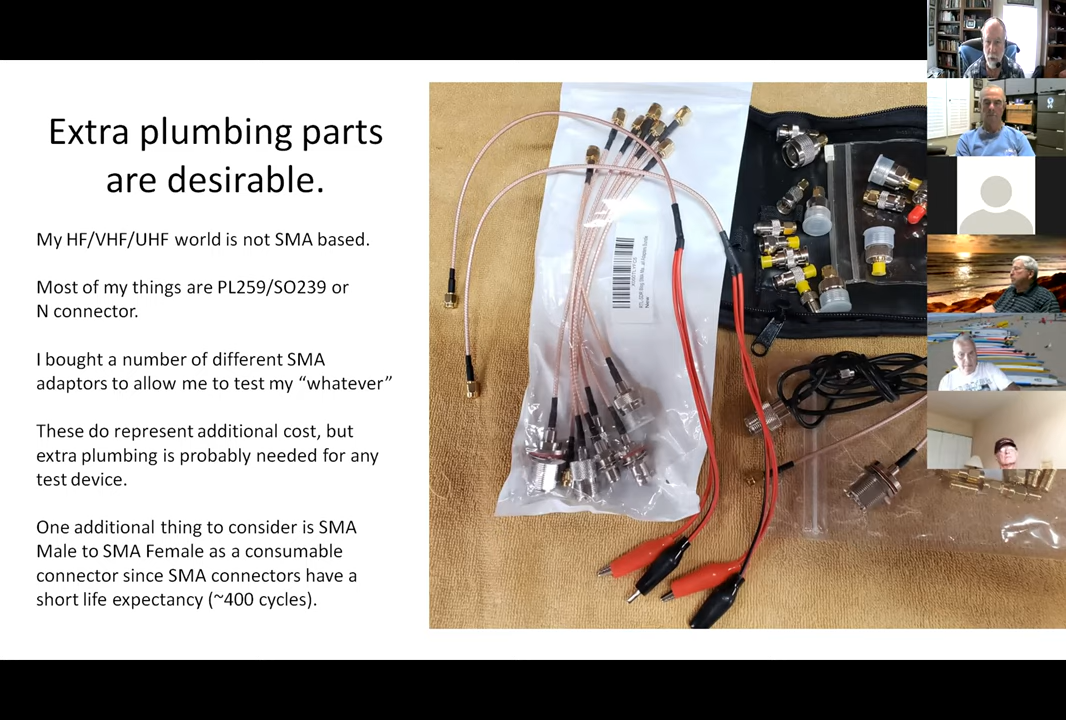 Extra plumbing parts
are desirable.
My HF/VHF/UHF world is not SMA based.
Most of my things are PL259/SO239 or
N connector.
I bought a number of different SMA
adaptors to allow me to test my “whatever”
These do represent additional cost, but
extra plumbing is probably needed for any
test device.
One additional thing to consider is SMA
Male to SMA Female as a consumable
connector since SMA connectors have a
short life expectancy (~400 cycles).